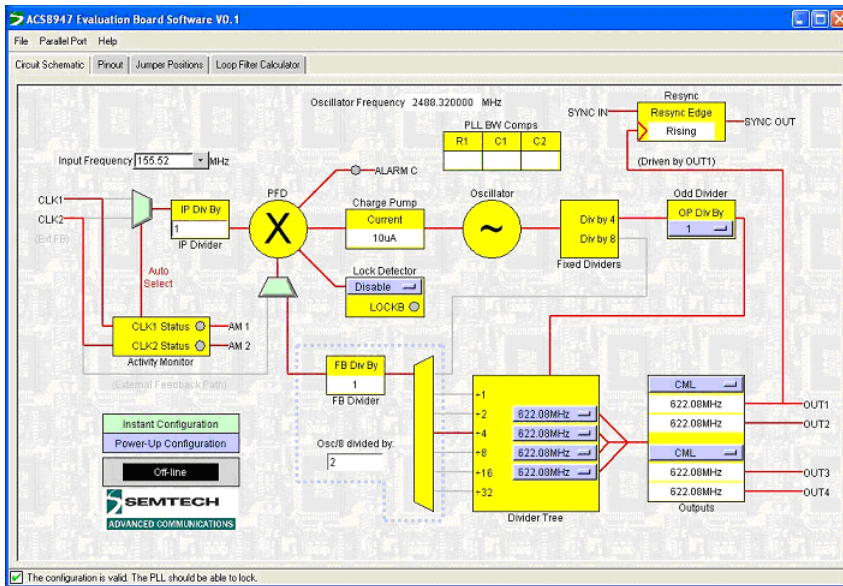 ACS8947 Evaluation Board Software V0.1
File Parallel Port Help
Circuit Schematic Pinout Jumper Positions Loop Filter Calculator
Oscillator Frequency 2488.320000 MHz
PLL BW Comps
R1 C1 C2
Resync
SYNC IN
Resync Edge
Rising
SYNC OUT
(Driven by OUT1)
Input Frequency 155.52 MHz
ALARM C
CLK1
CLK2
(Ext FB)
IP Div By
1
IP Divider
PFD
X
Charge Pump
Current
10uA
Oscillator
~
Div by 4
Div by 8
Fixed Dividers
Odd Divider
OP Div By
1
Auto
Select
Lock Detector
Disable
LOCKB
CLK1 Status
AM 1
CLK2 Status
AM 2
Activity Monitor
(External Feedback Path)
FB Div By
1
FB Divider
Osc/8 divided by:
2
÷1
÷2
÷4
÷8
÷16
÷32
622.08MHz
622.08MHz
622.08MHz
622.08MHz
Divider Tree
CML
622.08MHz
OUT1
622.08MHz
OUT2
CML
622.08MHz
OUT3
622.08MHz
OUT4
Outputs
Instant Configuration
Power-Up Configuration
Off-line
SEMTECH
ADVANCED COMMUNICATIONS
The configuration is valid. The PLL should be able to lock.